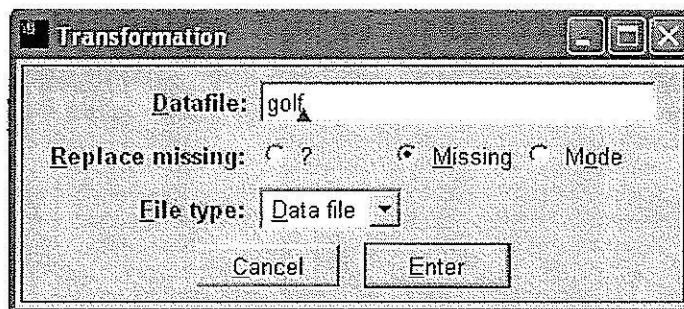 Transformation
Datafile: golf
Replace missing: ? Missing Mode
File type: Data file
Cancel Enter